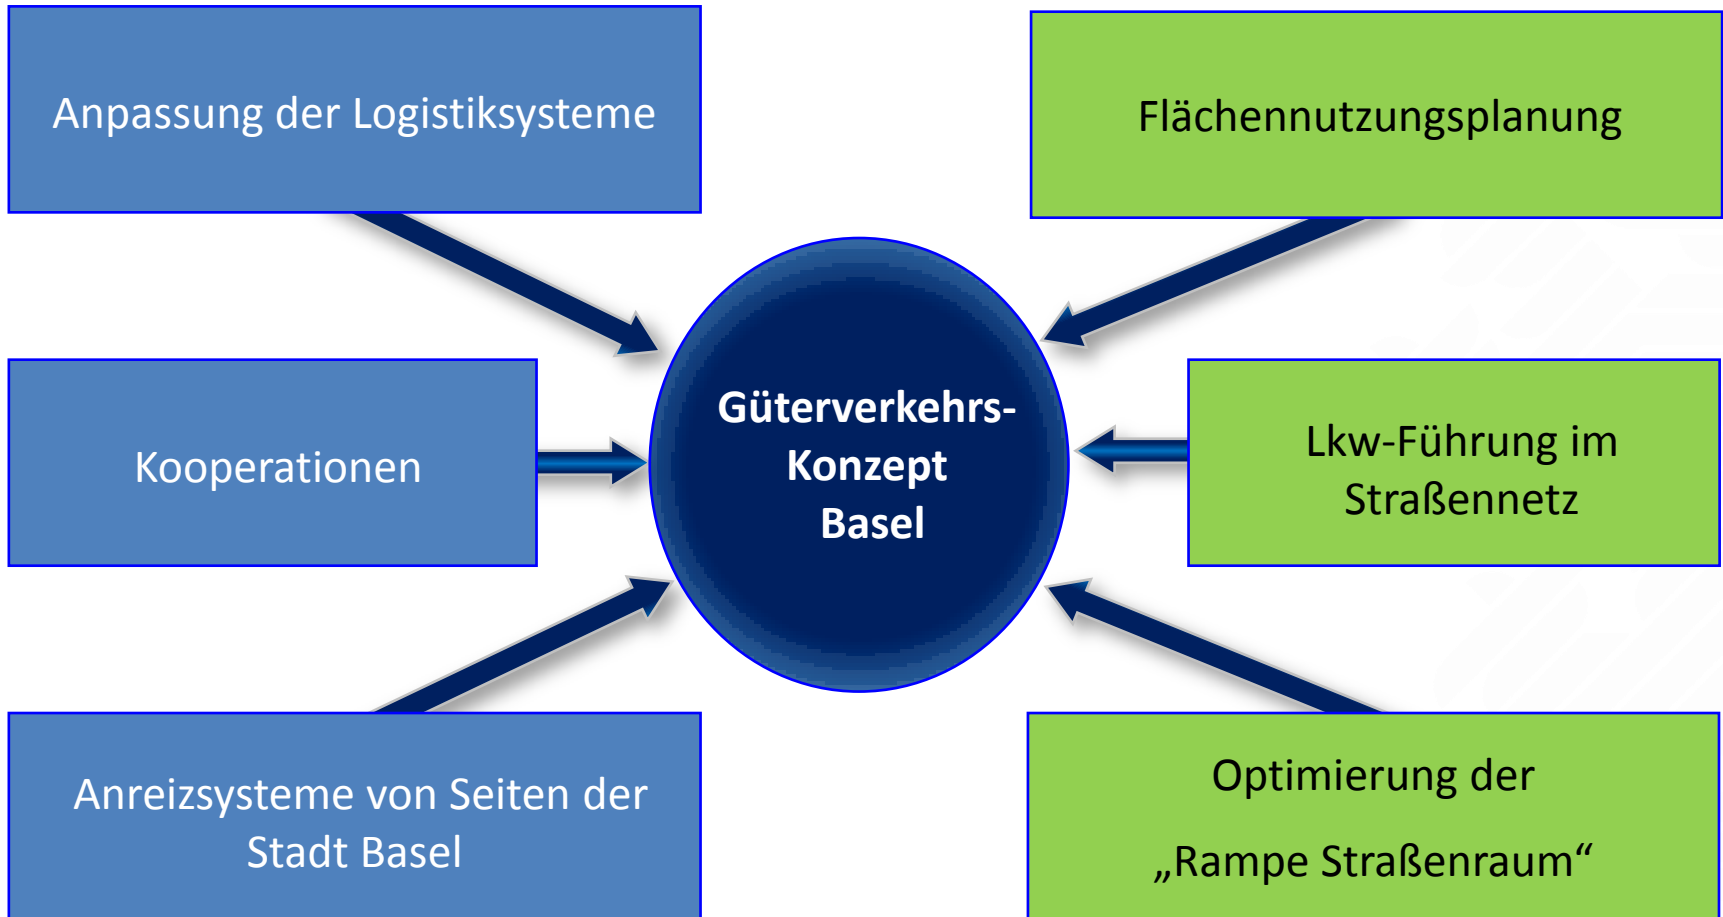 Anpassung der Logistiksysteme
Flächennutzungsplanung
Güterverkehrs-
Konzept
Basel
Kooperationen
Lkw-Führung im
Straßennetz
Anreizsysteme von Seiten der
Stadt Basel
Optimierung der
„Rampe Straßenraum“